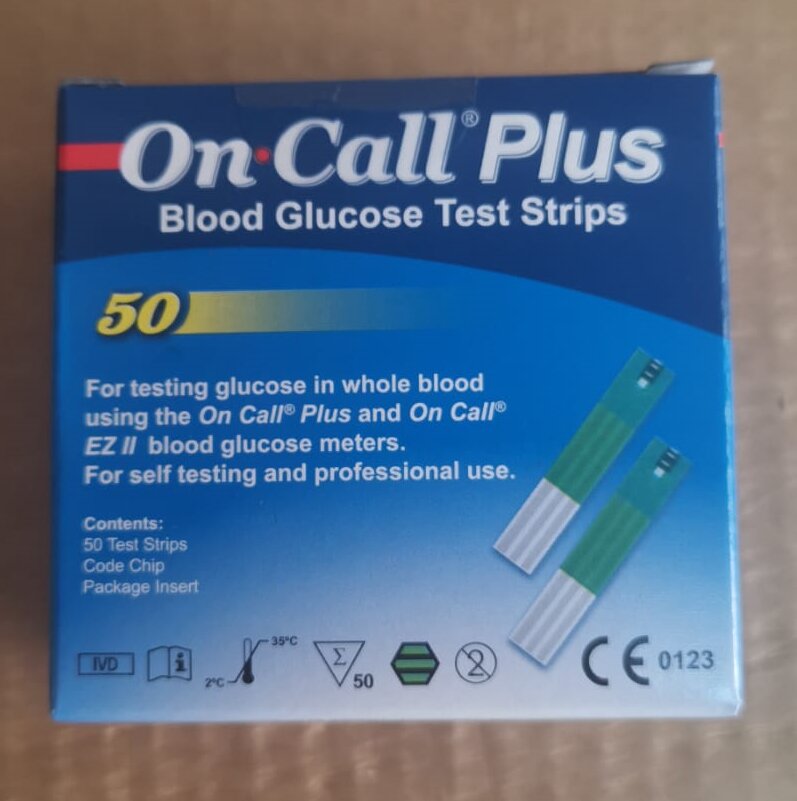 On·Call® Plus
Blood Glucose Test Strips
50
For testing glucose in whole blood
using the On Call® Plus and On Call®
EZ II blood glucose meters.
For self testing and professional use.
Contents:
50 Test Strips
Code Chip
Package Insert
IVD
i
2°C
35°C
Σ
50
2
CE 0123